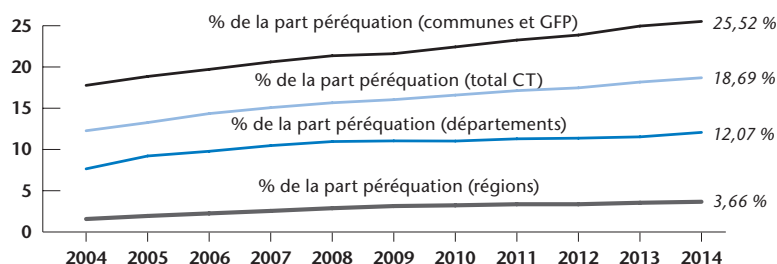 % de la part péréquation (communes et GFP)
25,52 %
% de la part péréquation (total CT)
18,69 %
% de la part péréquation (départements)
12,07 %
% de la part péréquation (régions)
3,66 %
25
20
15
10
5
0
2004 2005 2006 2007 2008 2009 2010 2011 2012 2013 2014